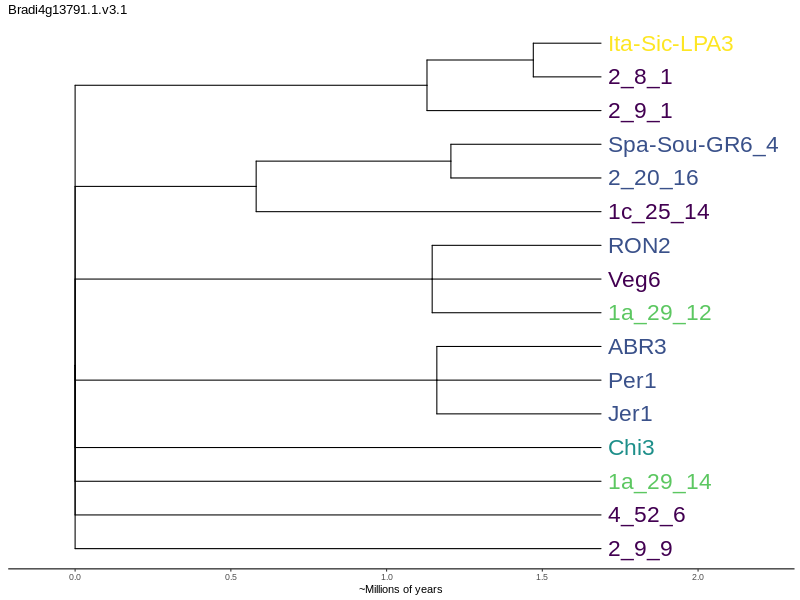 Bradi4g13791.1.v3.1
Ita-Sic-LPA3
2_8_1
2_9_1
Spa-Sou-GR6_4
2_20_16
1c_25_14
RON2
Veg6
1a_29_12
ABR3
Per1
Jer1
Chi3
1a_29_14
4_52_6
2_9_9
0.0 0.5 1.0 1.5 2.0
~Millions of years